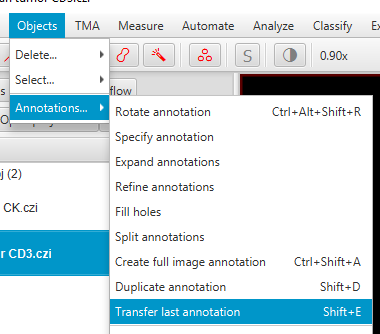 Objects TMA Measure Automate Analyze Classify
Delete...
S 0.90x
Select...
flow
Annotations...
Rotate annotation Ctrl+Alt+Shift+R
Specify annotation
Expand annotations
j (2)
Refine annotations
CK.czi
Fill holes
Split annotations
r CD3.czi
Create full image annotation Ctrl+Shift+A
Duplicate annotation Shift+D
Transfer last annotation Shift+E